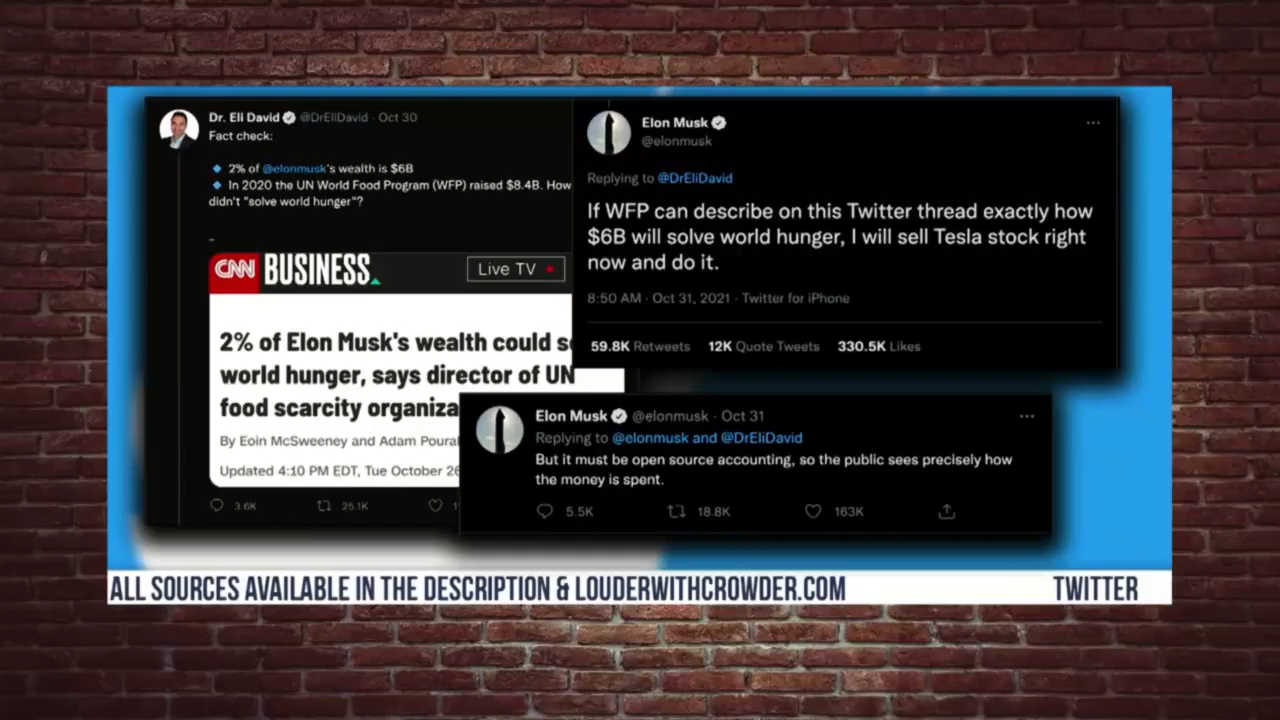 Dr. Eli David @DrEliDavid · Oct 30
Fact check:
2% of @elonmusk's wealth is $6B
In 2020 the UN World Food Program (WFP) raised $8.4B. How
didn't "solve world hunger"?
CNN BUSINESS
Live TV
2% of Elon Musk's wealth could
world hunger, says director of UN
food scarcity
By Eoin McSweeney and Adam
Updated 4:10 PM EDT, Tue October 26
3.6K 25.1K
Elon Musk
@elonmusk
Replying to @DrEliDavid
If WFP can describe on this Twitter thread exactly how
$6B will solve world hunger, I will sell Tesla stock right
now and do it.
8:50 AM · Oct 31, 2021 · Twitter for iPhone
59.8K Retweets 12K Quote Tweets 330.5K Likes
Elon Musk @elonmusk · Oct 31
Replying to @elonmusk and @DrEliDavid
But it must be open source accounting, so the public sees precisely how
the money is spent.
5.5K 18.8K 163K
ALL SOURCES AVAILABLE IN THE DESCRIPTION & LOUDERWITHCROWDER.COM
TWITTER